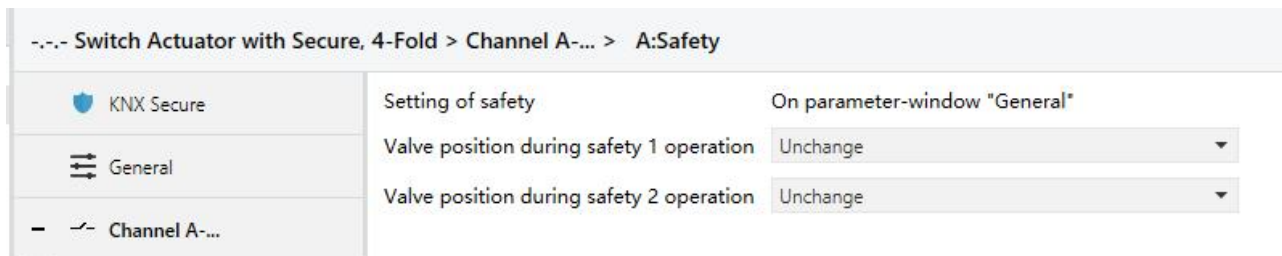 -.-.- Switch Actuator with Secure, 4-Fold > Channel A-... > A:Safety
KNX Secure
General
Channel A-...
Setting of safety On parameter-window "General"
Valve position during safety 1 operation Unchange
Valve position during safety 2 operation Unchange